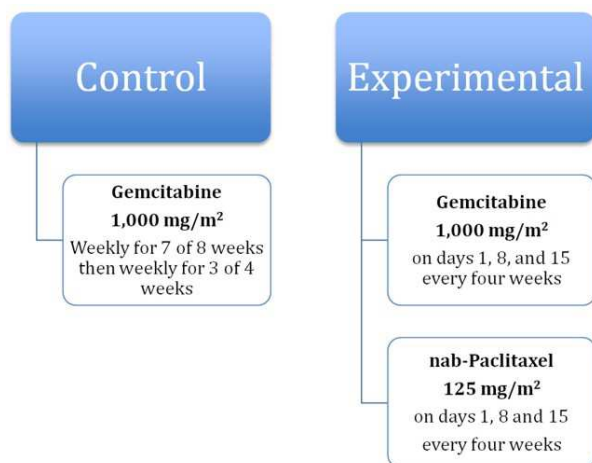 Control
Gemcitabine
1,000 mg/m²
Weekly for 7 of 8 weeks
then weekly for 3 of 4
weeks
Experimental
Gemcitabine
1,000 mg/m²
on days 1, 8, and 15
every four weeks
nab-Paclitaxel
125 mg/m²
on days 1, 8 and 15
every four weeks